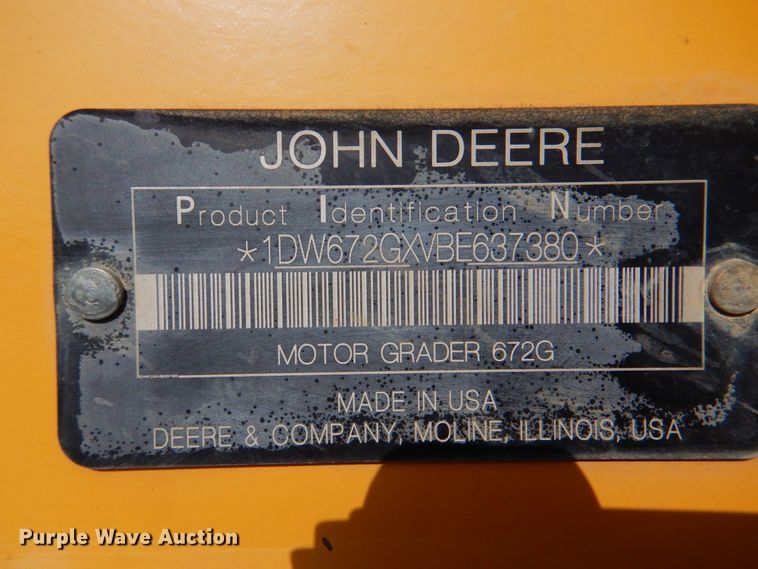 JOHN DEERE
Product Identification Number
*1DW672GXVBE637380*
MOTOR GRADER 672G
MADE IN USA
DEERE & COMPANY, MOLINE, ILLINOIS, USA
Purple Wave Auction